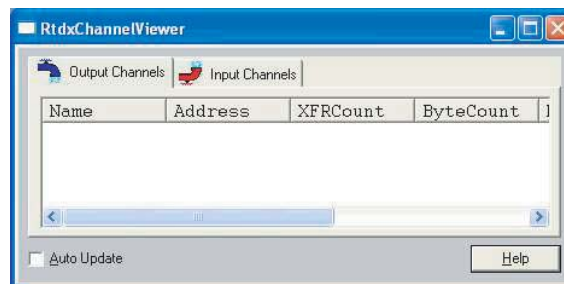 RtdxChannelViewer
Output Channels Input Channels
Name Address XFRCount ByteCount
Auto Update Help